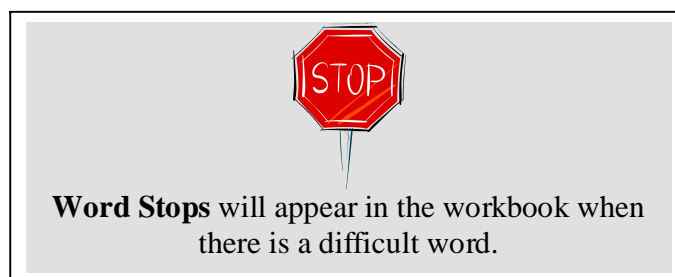 STOP
Word Stops will appear in the workbook when
there is a difficult word.